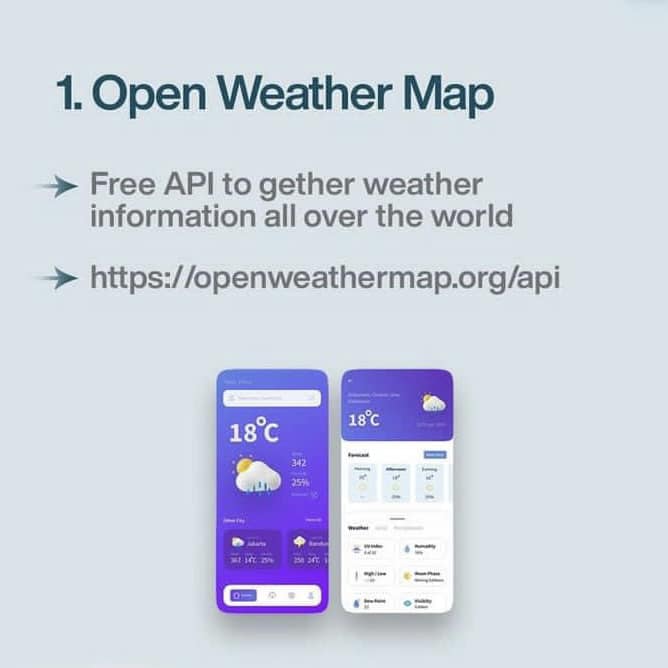 1. Open Weather Map
Free API to gether weather
information all over the world
https://openweathermap.org/api
18°C
18°C
342
25%
Forecast
Morning
Afternoon
Evening
Other City
Jakarta
Weather
UV Index
Humidity
High / Low
Moon Phase
Dew Point
Visibility